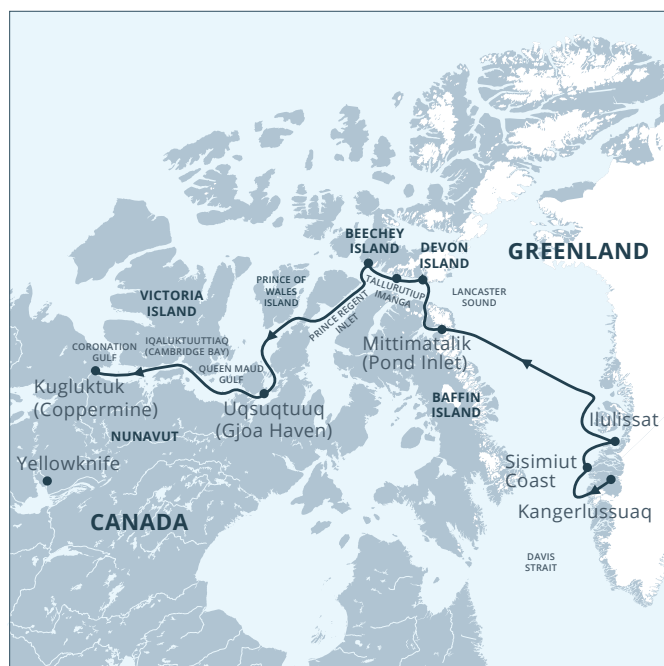 BEECHEY
ISLAND
DEVON
ISLAND
GREENLAND
PRINCE OF
WALES
ISLAND
TALLURUTIUP
IMANGA
LANCASTER
SOUND
VICTORIA
ISLAND
PRINCE REGENT
INLET
CORONATION
GULF
IQALUKTUUTTIAQ
(CAMBRIDGE BAY)
Mittimatalik
(Pond Inlet)
QUEEN MAUD
GULF
Kugluktuk
(Coppermine)
BAFFIN
ISLAND
Uqsuqtuuq
(Gjoa Haven)
Ilulissat
NUNAVUT
Yellowknife
Sisimiut
Coast
Kangerlussuaq
CANADA
DAVIS
STRAIT